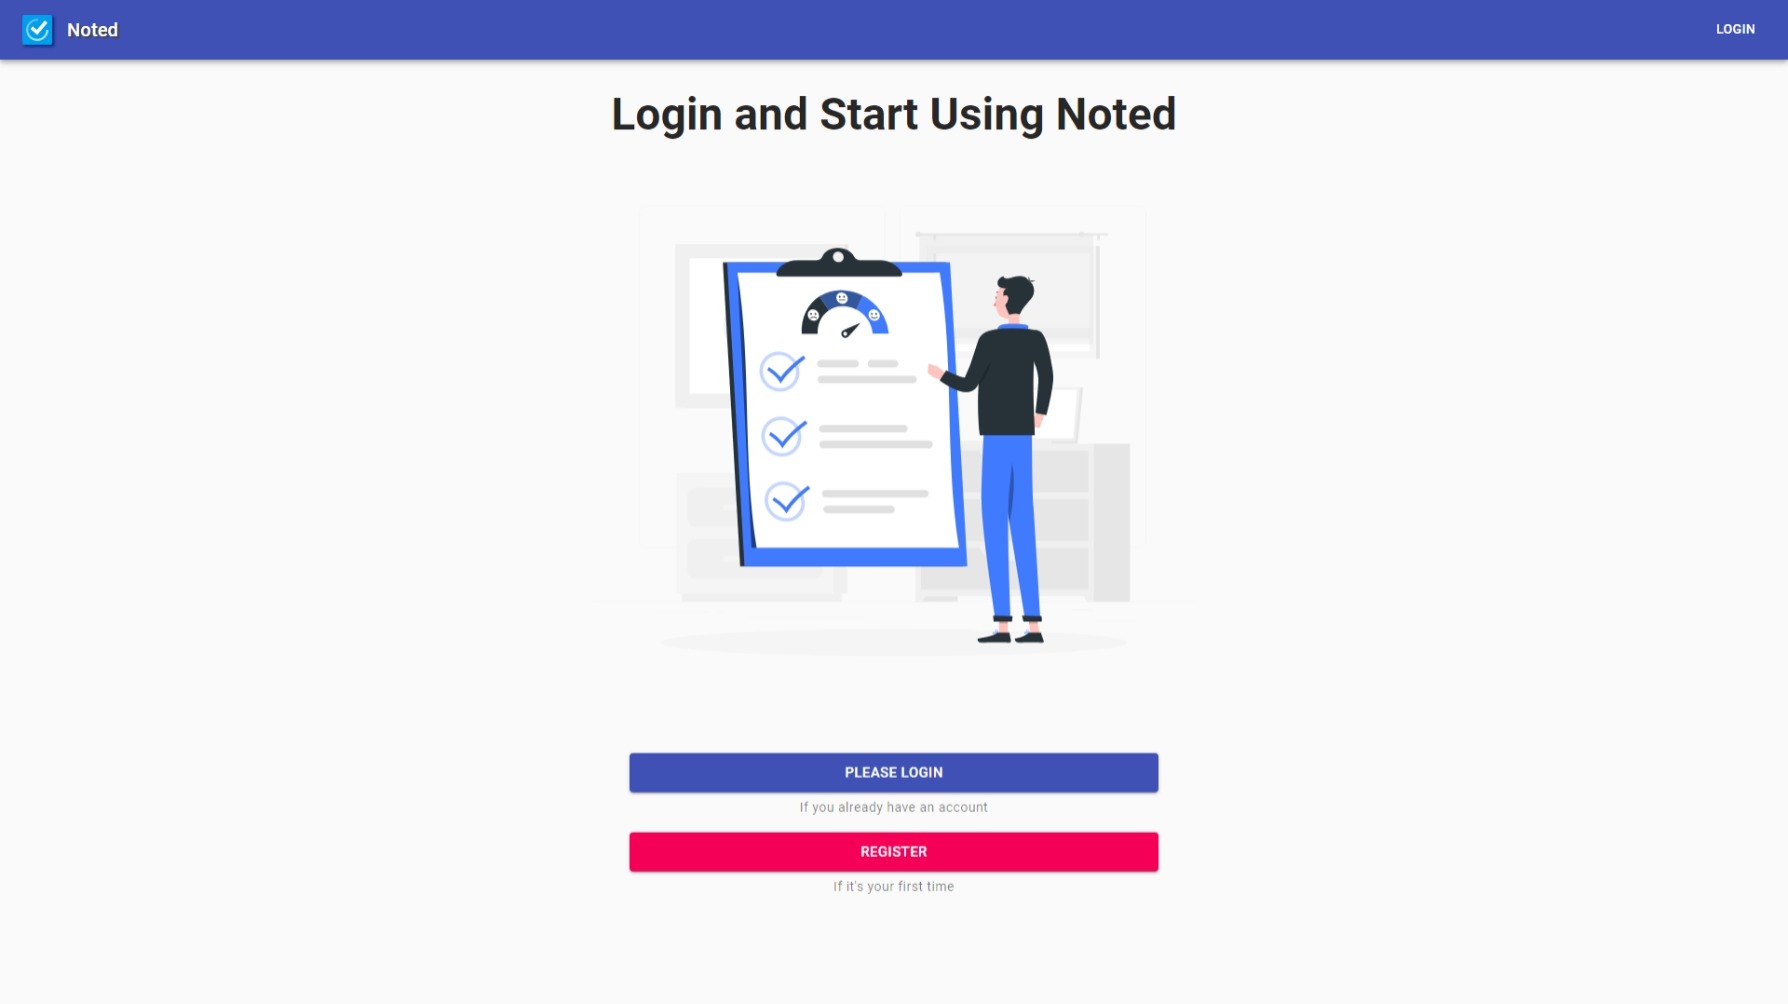 Noted
LOGIN
Login and Start Using Noted
PLEASE LOGIN
If you already have an account
REGISTER
If it's your first time